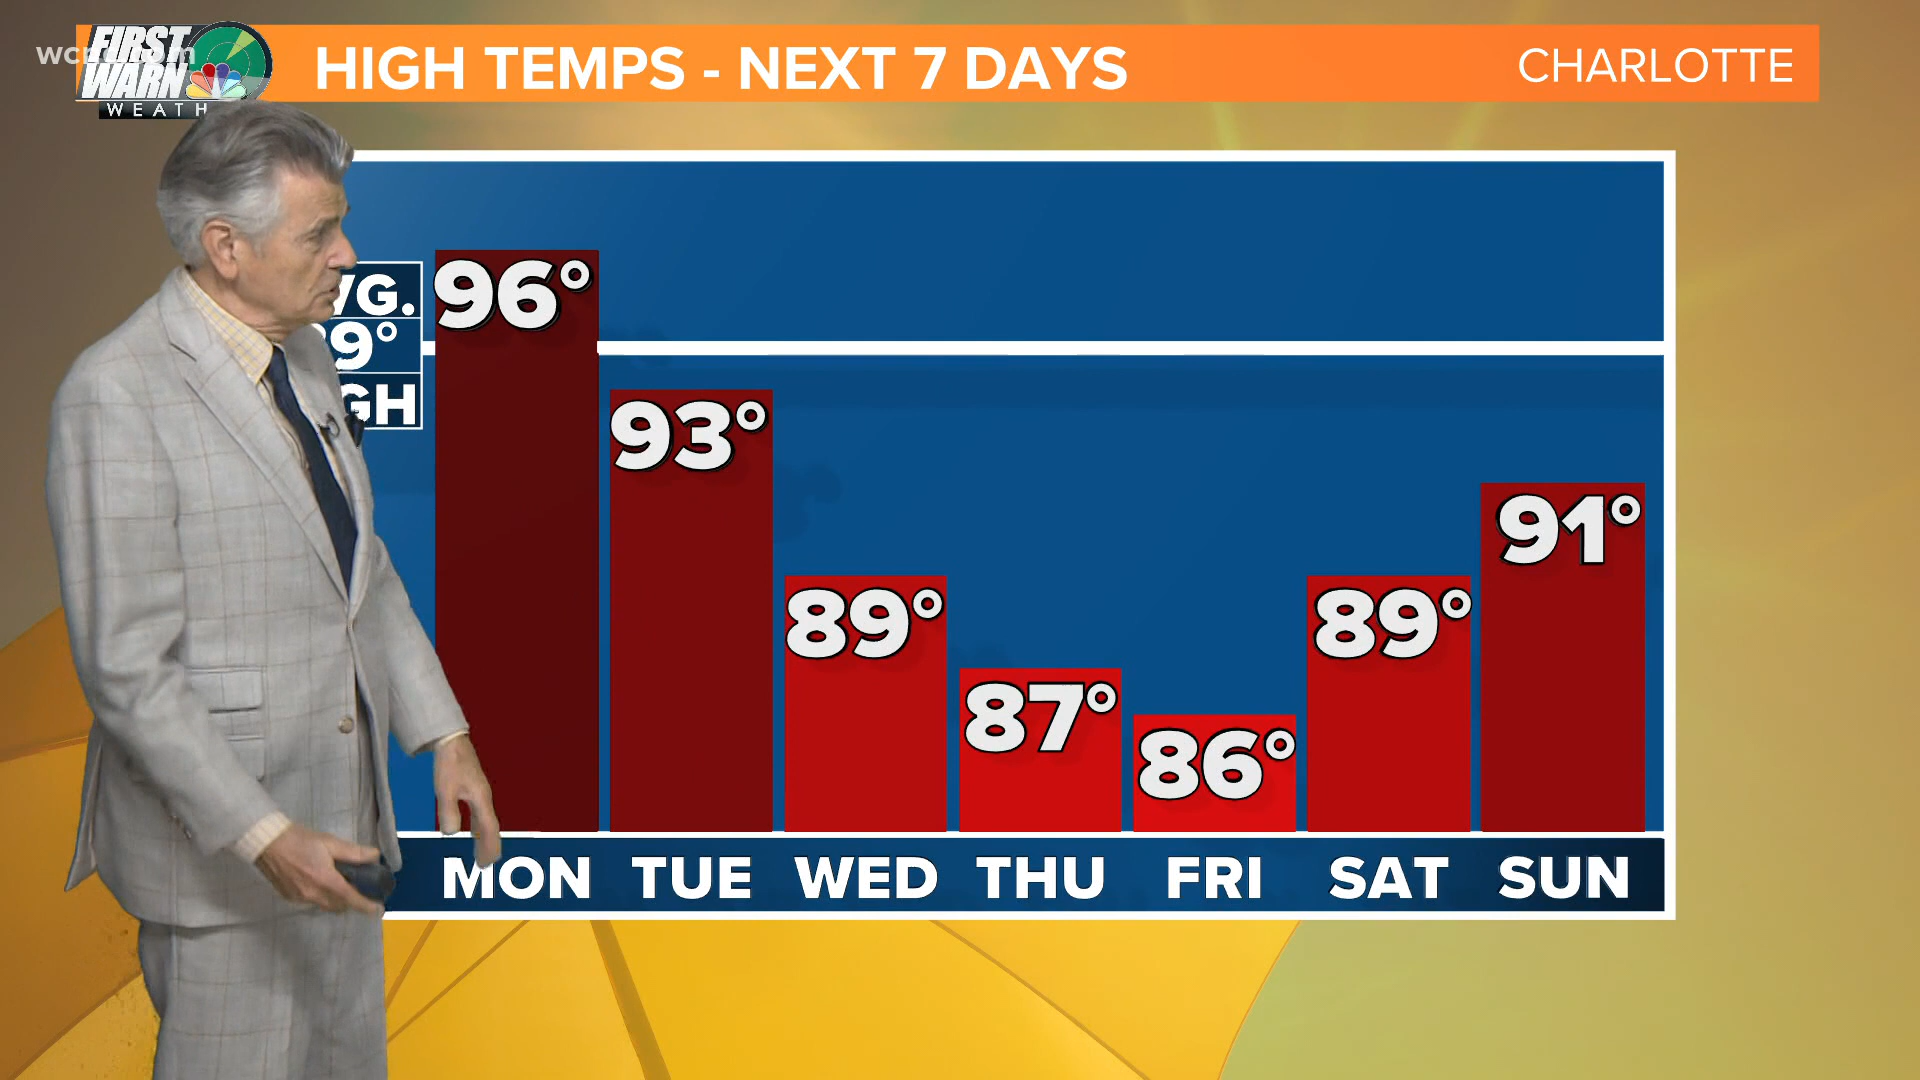 FIRST
WARN
HIGH TEMPS - NEXT 7 DAYS
CHARLOTTE
96°
93°
89°
87°
86°
89°
91°
MON TUE WED THU FRI SAT SUN